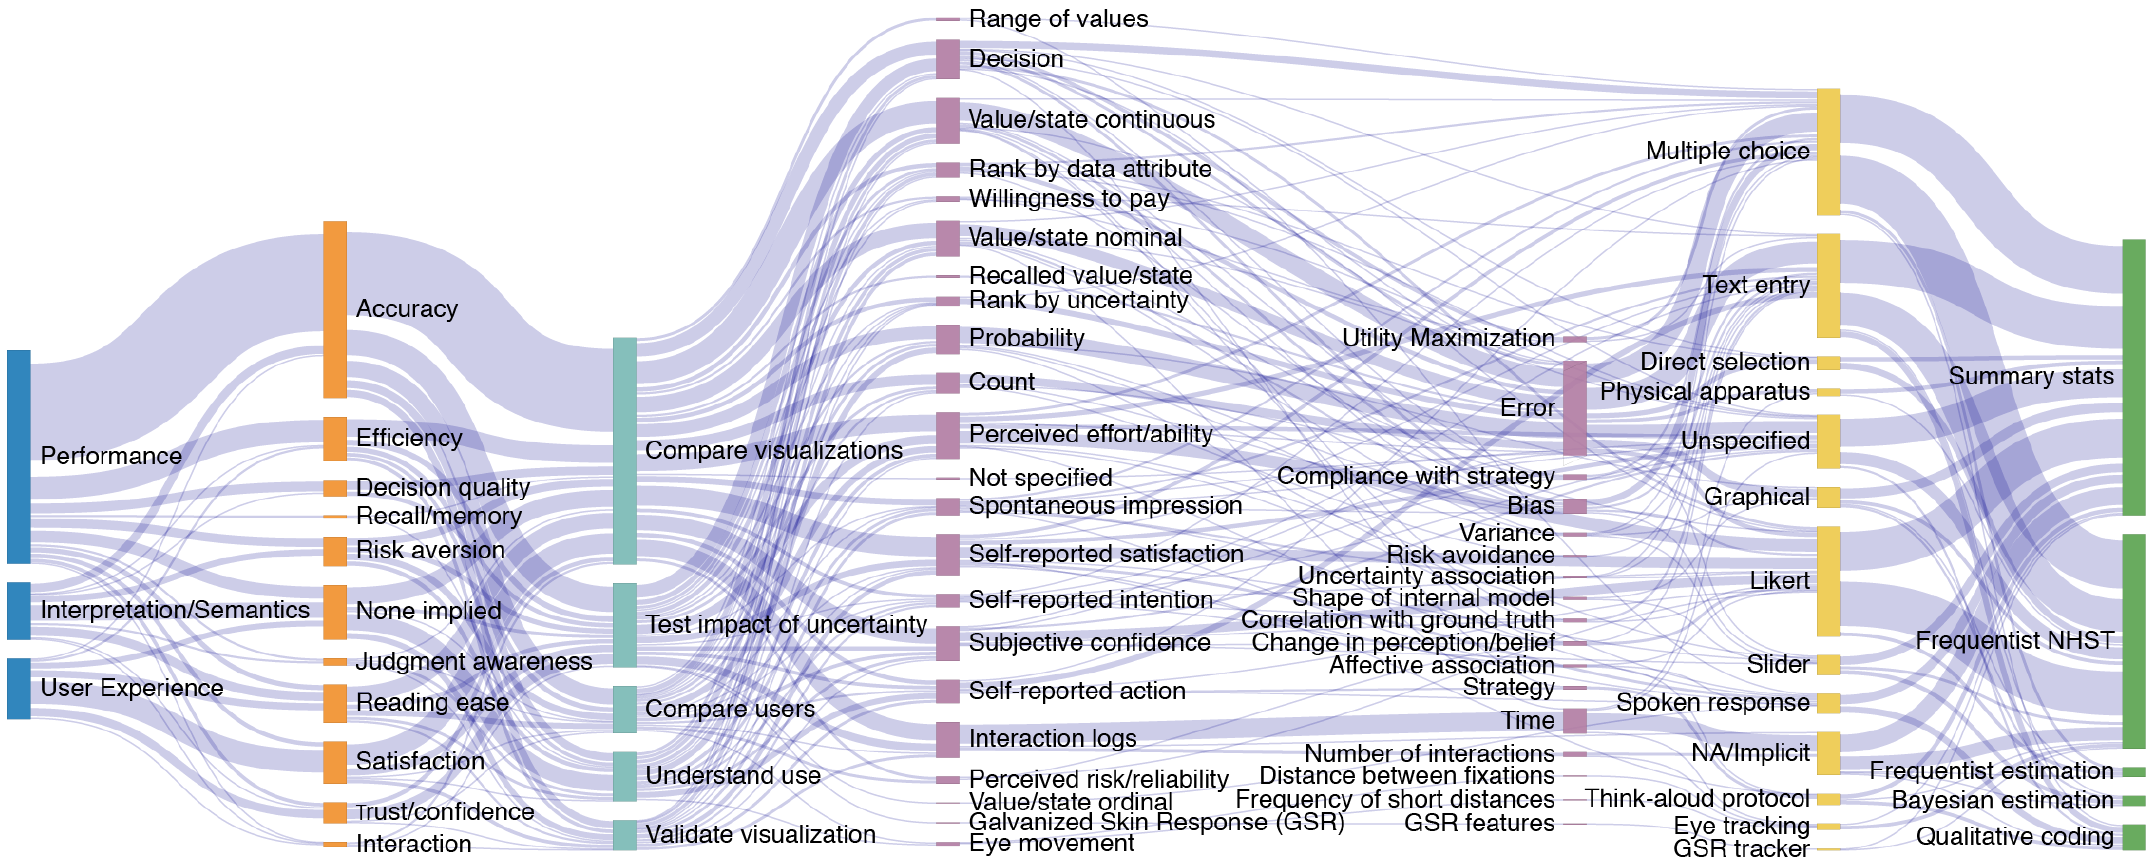 Performance
Interpretation/Semantics
User Experience
Accuracy
Efficiency
Decision quality
Recall/memory
Risk aversion
None implied
Judgment awareness
Reading ease
Satisfaction
Trust/confidence
Interaction
Compare visualizations
Test impact of uncertainty
Compare users
Understand use
Validate visualization
Range of values
Decision
Value/state continuous
Rank by data attribute
Willingness to pay
Value/state nominal
Recalled value/state
Rank by uncertainty
Probability
Count
Perceived effort/ability
Not specified
Spontaneous impression
Self-reported satisfaction
Self-reported intention
Subjective confidence
Self-reported action
Interaction logs
Perceived risk/reliability
Value/state ordinal
Galvanized Skin Response (GSR)
Eye movement
Utility Maximization
Error
Compliance with strategy
Bias
Variance
Risk avoidance
Uncertainty association
Shape of internal model
Correlation with ground truth
Change in perception/belief
Affective association
Strategy
Time
Number of interactions
Distance between fixations
Frequency of short distances
GSR features
Multiple choice
Text entry
Direct selection
Physical apparatus
Unspecified
Graphical
Likert
Slider
Spoken response
NA/Implicit
Think-aloud protocol
Eye tracking
GSR tracker
Summary stats
Frequentist NHST
Frequentist estimation
Bayesian estimation
Qualitative coding